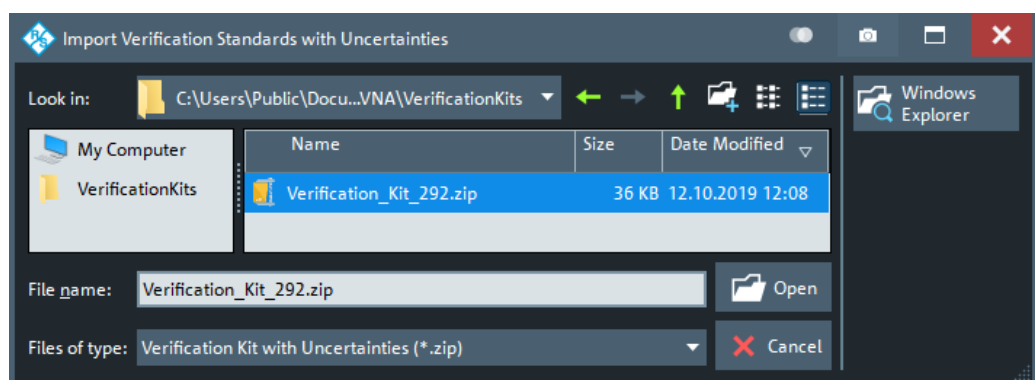 R&S Import Verification Standards with Uncertainties
Look in: C:\Users\Public\Docu...VNA\VerificationKits
Windows
Explorer
My Computer
VerificationKits
Name Size Date Modified
Verification_Kit_292.zip 36 KB 12.10.2019 12:08
File name: Verification_Kit_292.zip Open
Files of type: Verification Kit with Uncertainties (*.zip) Cancel